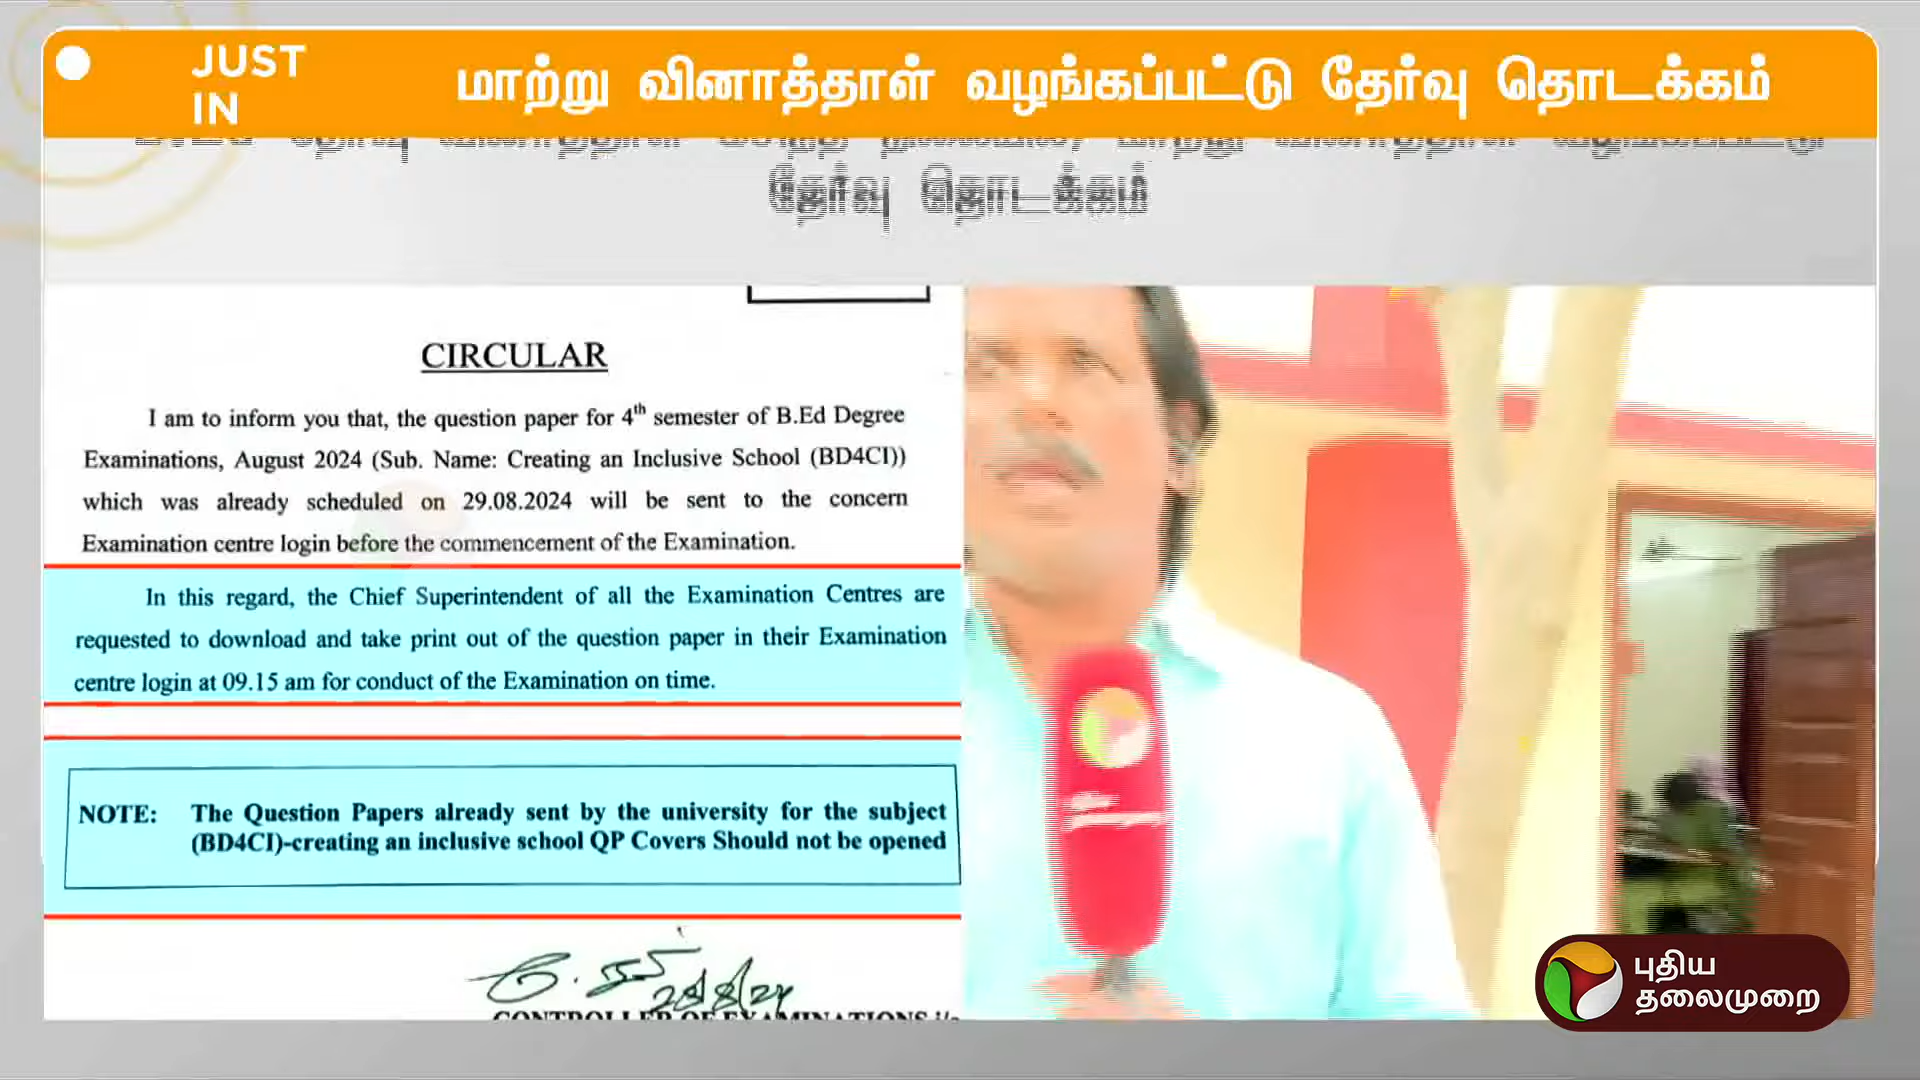 JUST
IN
மாற்று வினாத்தாள் வழங்கப்பட்டு தேர்வு தொடக்கம்
தேர்வு தொடக்கம்
CIRCULAR
I am to inform you that, the question paper for 4th semester of B.Ed Degree
Examinations, August 2024 (Sub. Name: Creating an Inclusive School (BD4CI))
which was already scheduled on 29.08.2024 will be sent to the concern
Examination centre login before the commencement of the Examination.
In this regard, the Chief Superintendent of all the Examination Centres are
requested to download and take print out of the question paper in their Examination
centre login at 09.15 am for conduct of the Examination on time.
NOTE: The Question Papers already sent by the university for the subject
(BD4CI)-creating an inclusive school QP Covers Should not be opened
28/8/24
CONTROLLER OF EXAMINATIONS i/c
புதிய
தலைமுறை